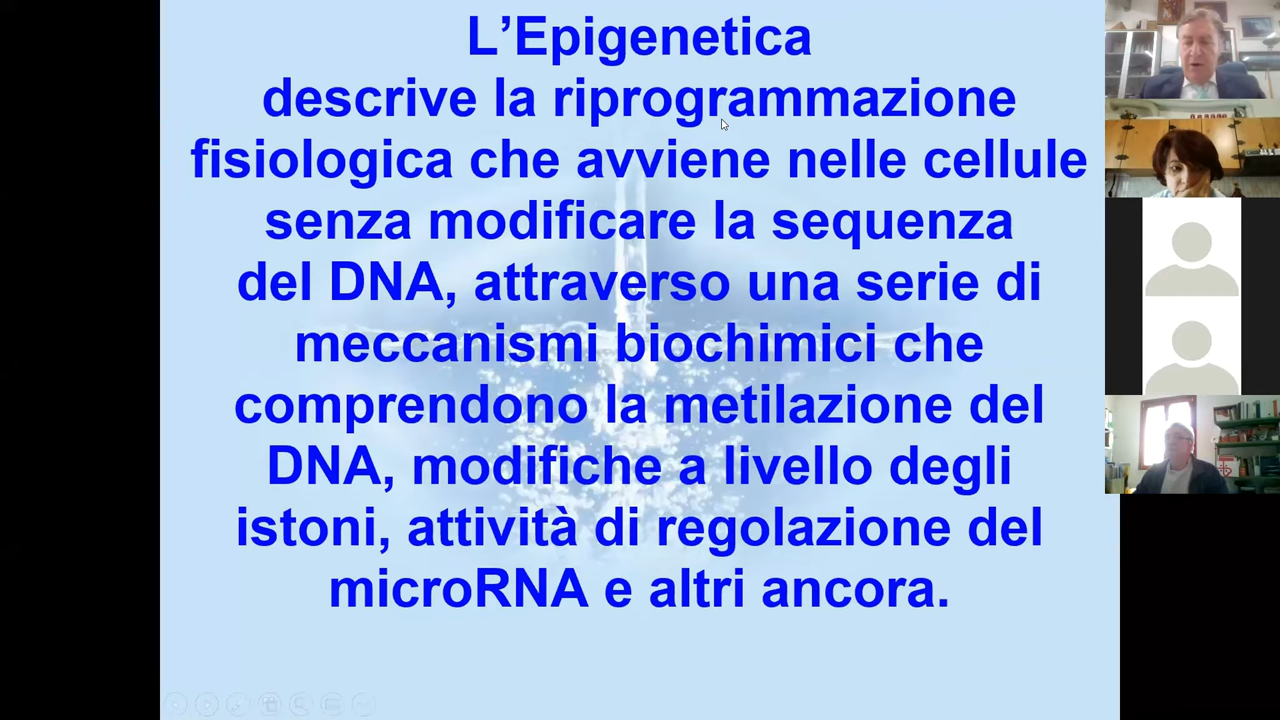 L’Epigenetica
descrive la riprogrammazione
fisiologica che avviene nelle cellule
senza modificare la sequenza
del DNA, attraverso una serie di
meccanismi biochimici che
comprendono la metilazione del
DNA, modifiche a livello degli
istoni, attività di regolazione del
microRNA e altri ancora.